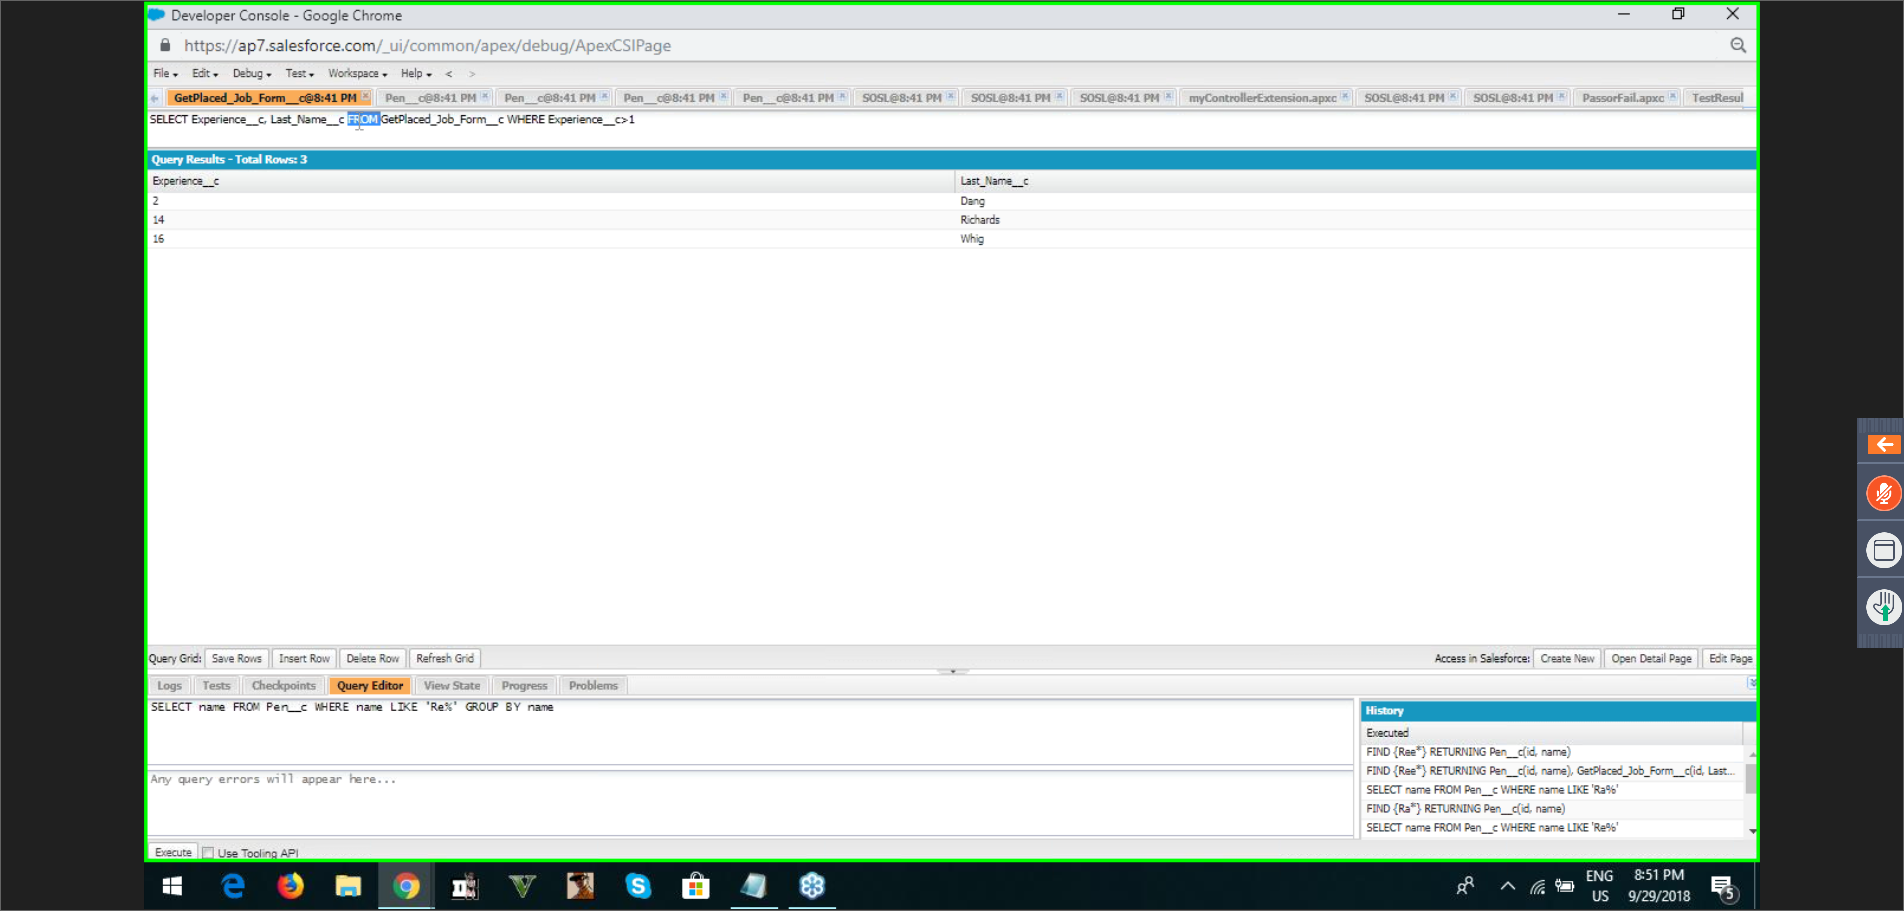 Developer Console - Google Chrome
https://ap7.salesforce.com/_ui/common/apex/debug/ApexCSIPage
File Edit Debug Test Workspace Help < >
GetPlaced_Job_Form__c@8:41 PM Pen__c@8:41 PM Pen__c@8:41 PM Pen__c@8:41 PM Pen__c@8:41 PM SOSL@8:41 PM SOSL@8:41 PM SOSL@8:41 PM myControllerExtension.apxc SOSL@8:41 PM SOSL@8:41 PM PassorFail.apxc TestResul
SELECT Experience__c, Last_Name__c FROM GetPlaced_Job_Form__c WHERE Experience__c>1
Query Results - Total Rows: 3
Experience__c Last_Name__c
2 Dang
14 Richards
16 Whig
Query Grid: Save Rows Insert Row Delete Row Refresh Grid Access in Salesforce: Create New Open Detail Page Edit Page
Logs Tests Checkpoints Query Editor View State Progress Problems
SELECT name FROM Pen__c WHERE name LIKE 'Re%' GROUP BY name
Any query errors will appear here...
History
Executed
FIND {Ree*} RETURNING Pen__c(id, name)
FIND {Ree*} RETURNING Pen__c(id, name), GetPlaced_Job_Form__c(id, Last...
SELECT name FROM Pen__c WHERE name LIKE 'Ra%'
FIND {Ra*} RETURNING Pen__c(id, name)
SELECT name FROM Pen__c WHERE name LIKE 'Re%'
Execute Use Tooling API
ENG
US
8:51 PM
9/29/2018
5